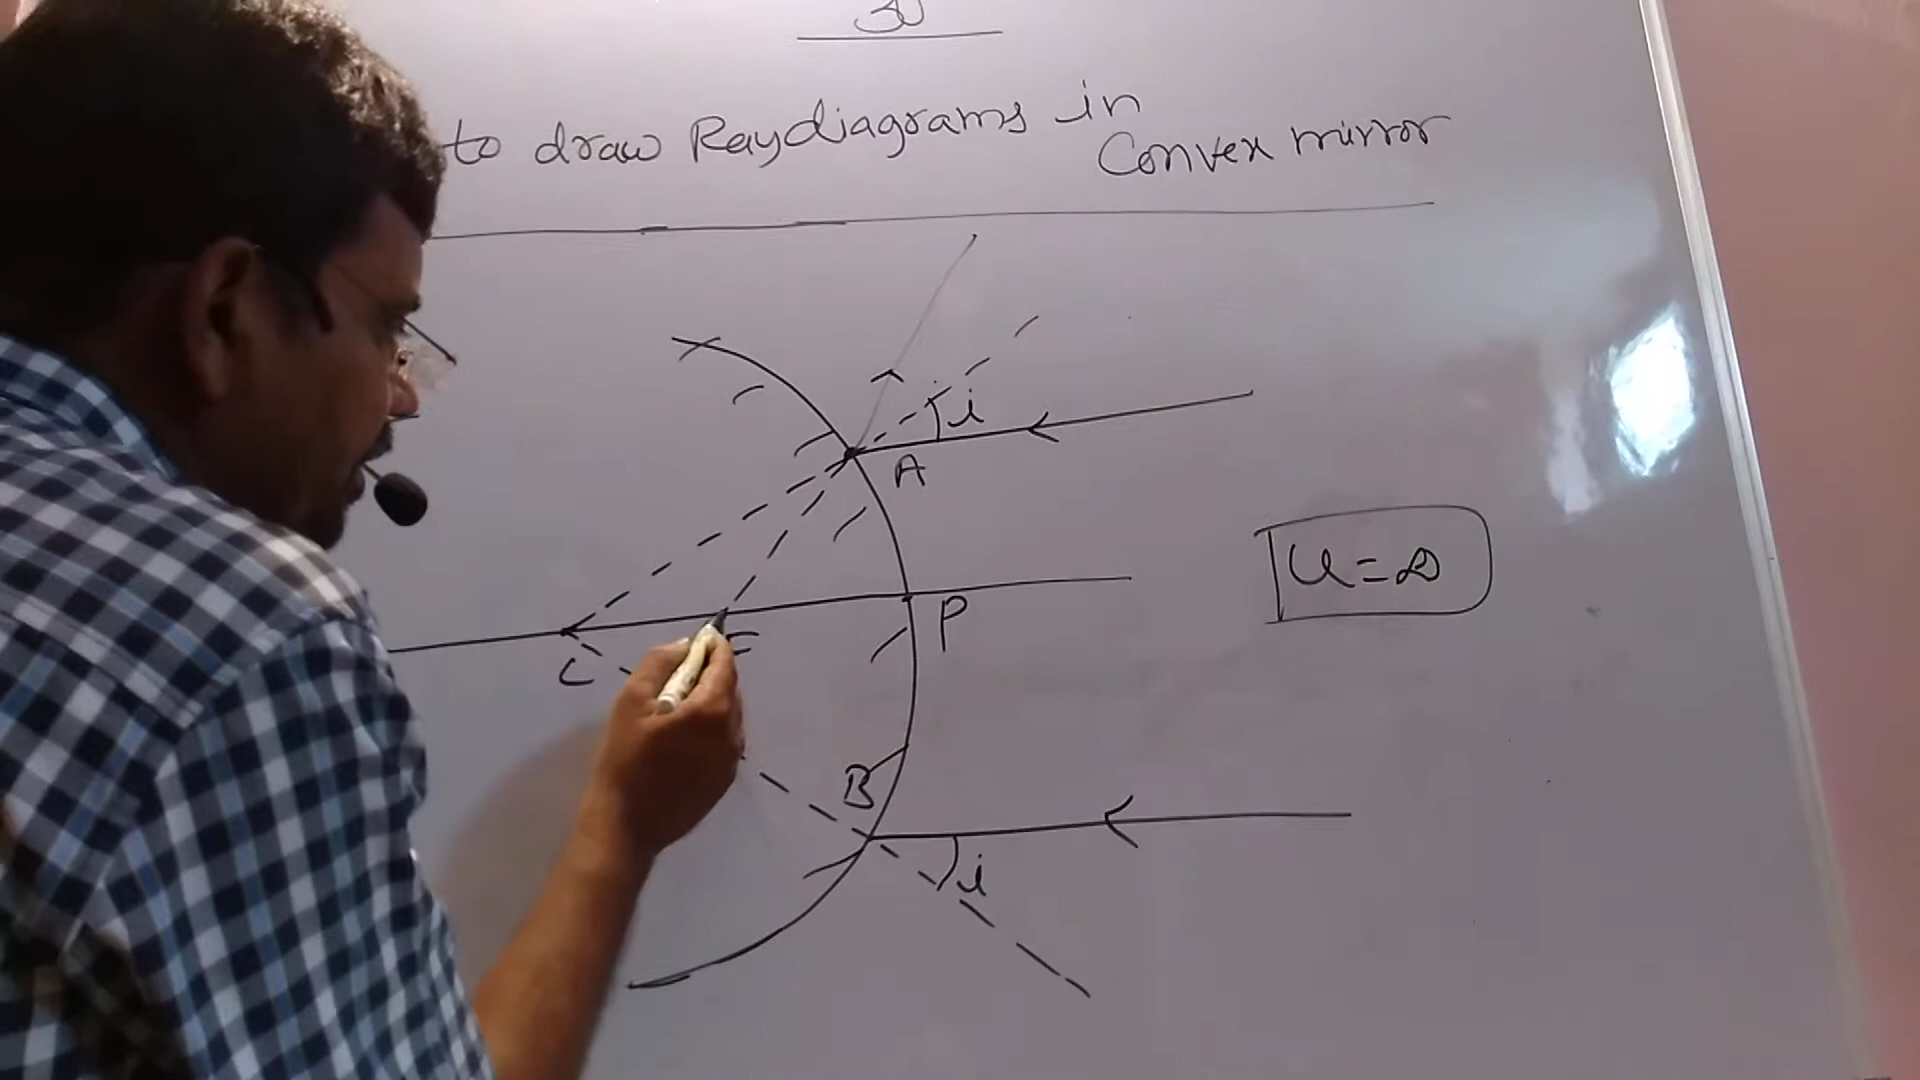 to draw Raydiagrams in
Convex mirror
i
A
U=∞
P
F
C
B
i